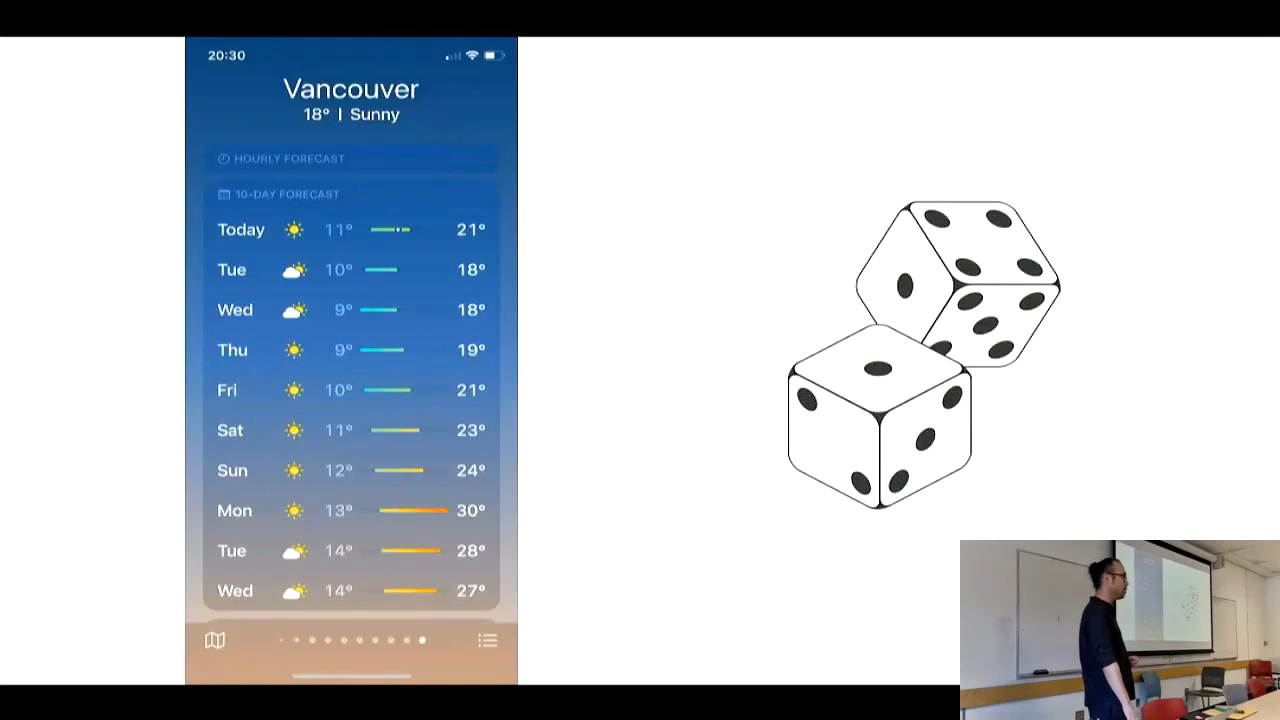 20:30
Vancouver
18° | Sunny
HOURLY FORECAST
10-DAY FORECAST
Today 11° 21°
Tue 10° 18°
Wed 9° 18°
Thu 9° 19°
Fri 10° 21°
Sat 11° 23°
Sun 12° 24°
Mon 13° 30°
Tue 14° 28°
Wed 14° 27°